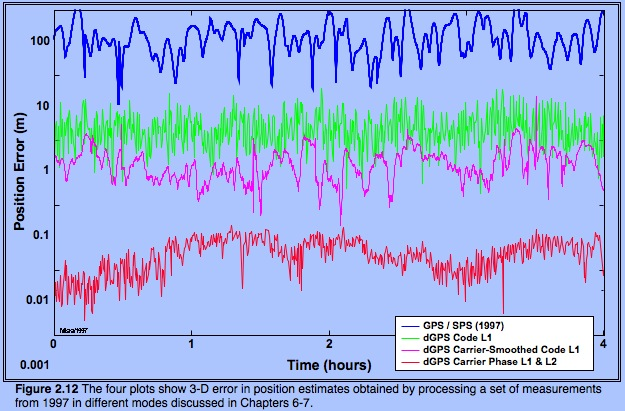 100
10
1
0.1
0.01
0.001
Position Error (m)
0
1
2
4
Time (hours)
GPS / SPS (1997)
dGPS Code L1
dGPS Carrier-Smoothed Code L1
dGPS Carrier Phase L1 & L2
Figure 2.12 The four plots show 3-D error in position estimates obtained by processing a set of measurements
from 1997 in different modes discussed in Chapters 6-7.